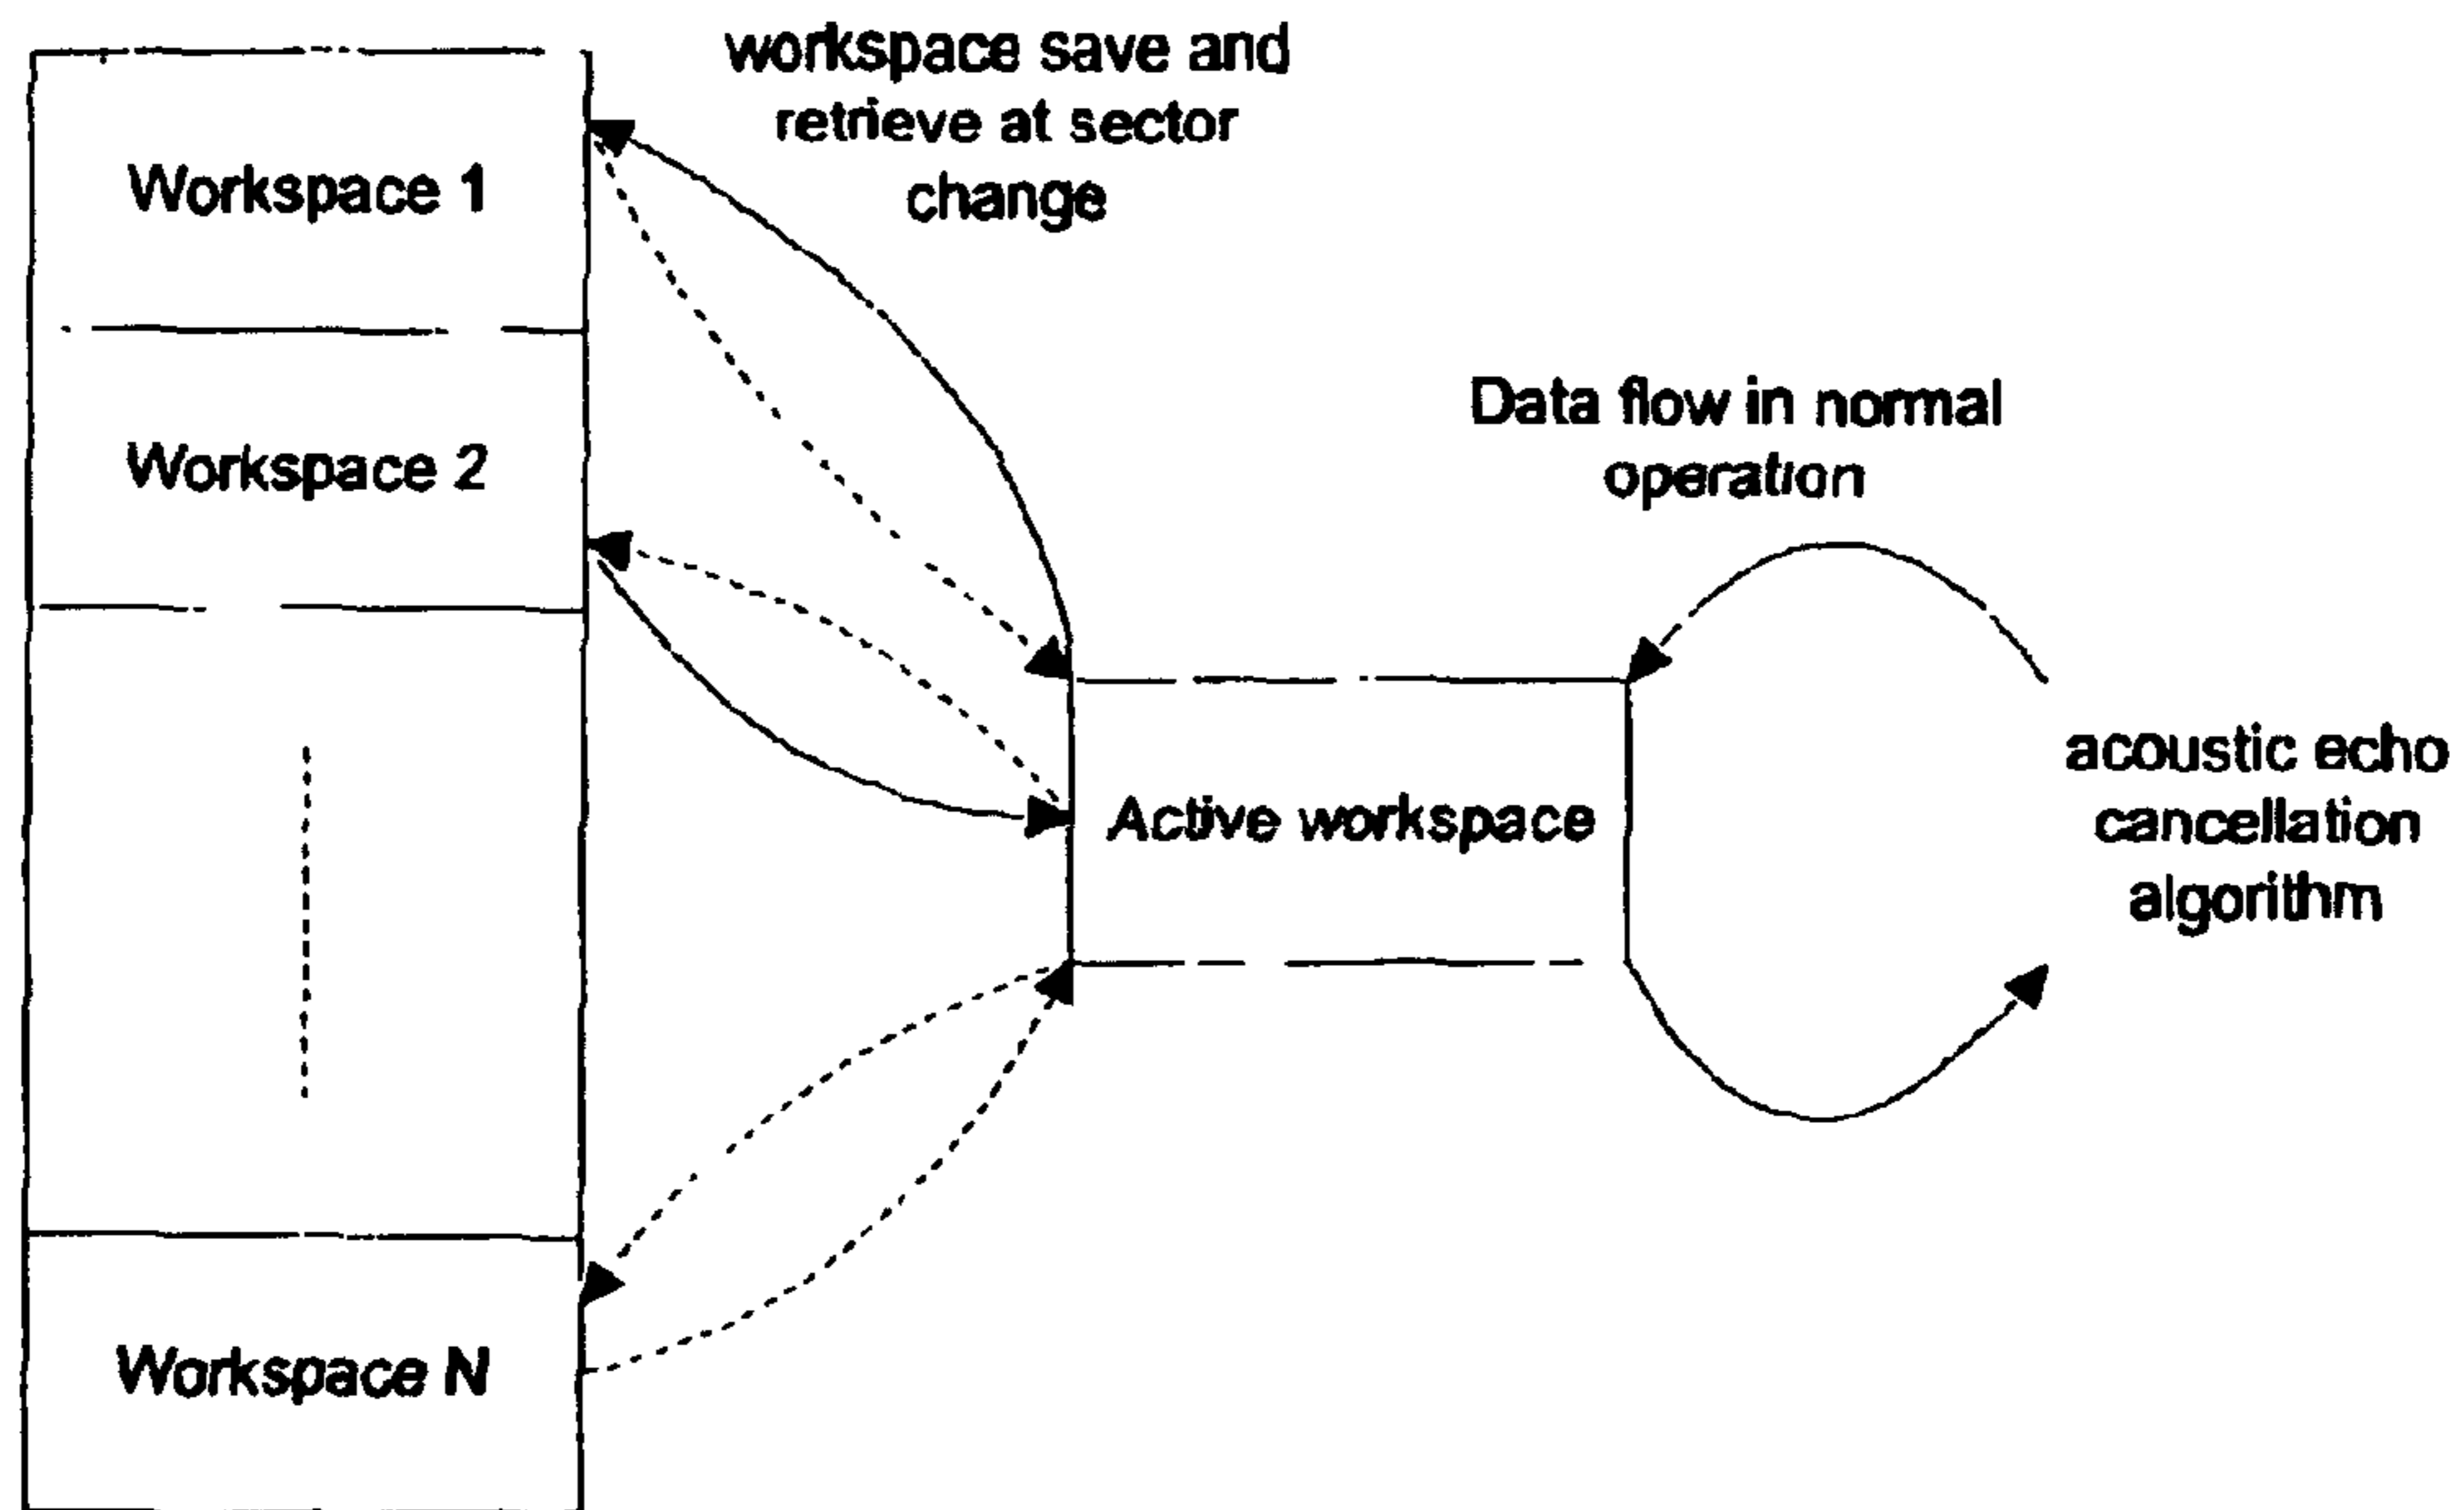 workspace save and
retrieve at sector
change
Workspace 1
Workspace 2
Data flow in normal
operation
acoustic echo
cancellation
algorithm
Active workspace
Workspace N